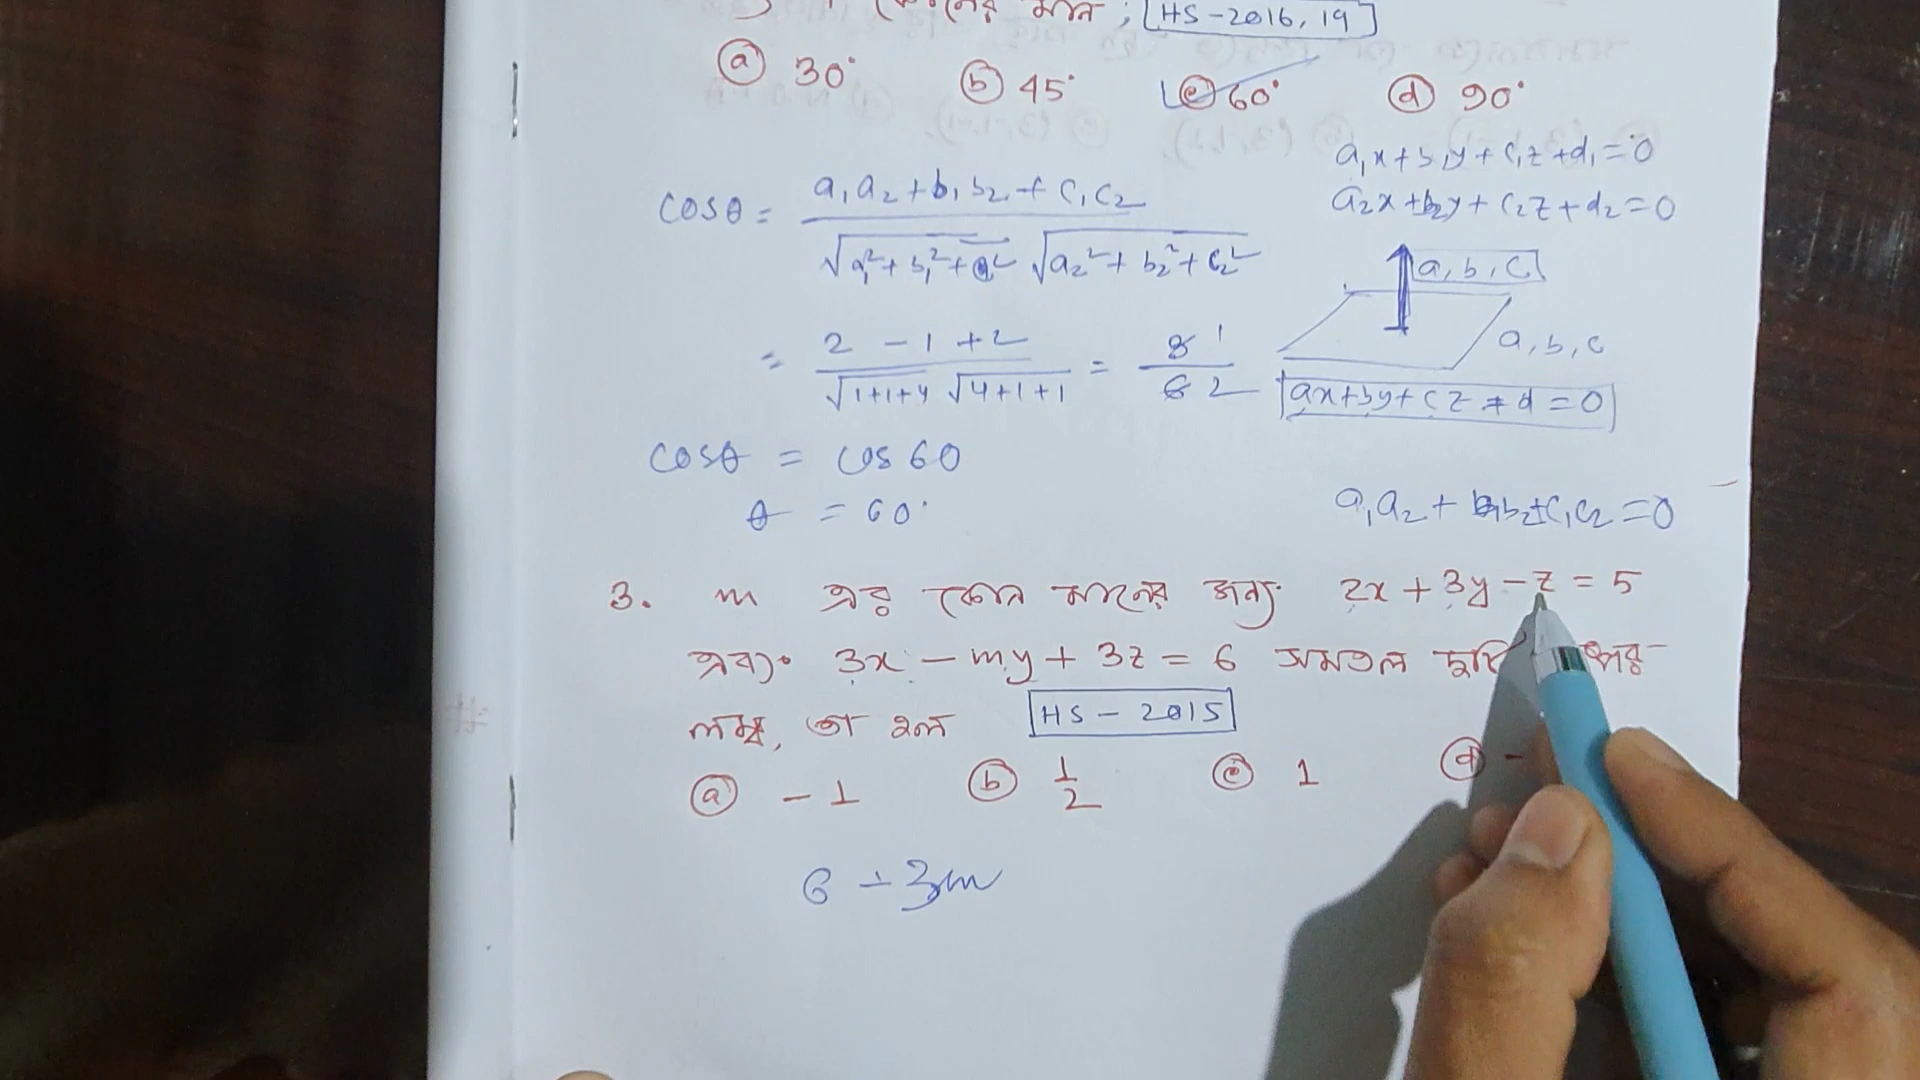 মান ; HS-2016, 19
ⓐ 30° ⓑ 45° ⓒ 60° ⓓ 90°
a₁x+b₁y+c₁z+d₁=0
a₂x+b₂y+c₂z+d₂=0
cosθ = a₁a₂+b₁b₂+c₁c₂ / √a₁²+b₁²+c₁² √a₂²+b₂²+c₂²
a, b, c
a, b, c
= 2 -1 +2 / √1+1+4 √4+1+1 = 3 1 / 6 2
ax+by+cz+d=0
cosθ = cos 60
θ = 60°
a₁a₂+b₁b₂+c₁c₂=0
3. m এর কোন মানের জন্য 2x+3y-z=5
এবং 3x-my+3z=6 সমতল পর
লম্ব, তা হল HS-2015
ⓐ -1 ⓑ 1/2 ⓒ 1 ⓓ -
6 - 3m